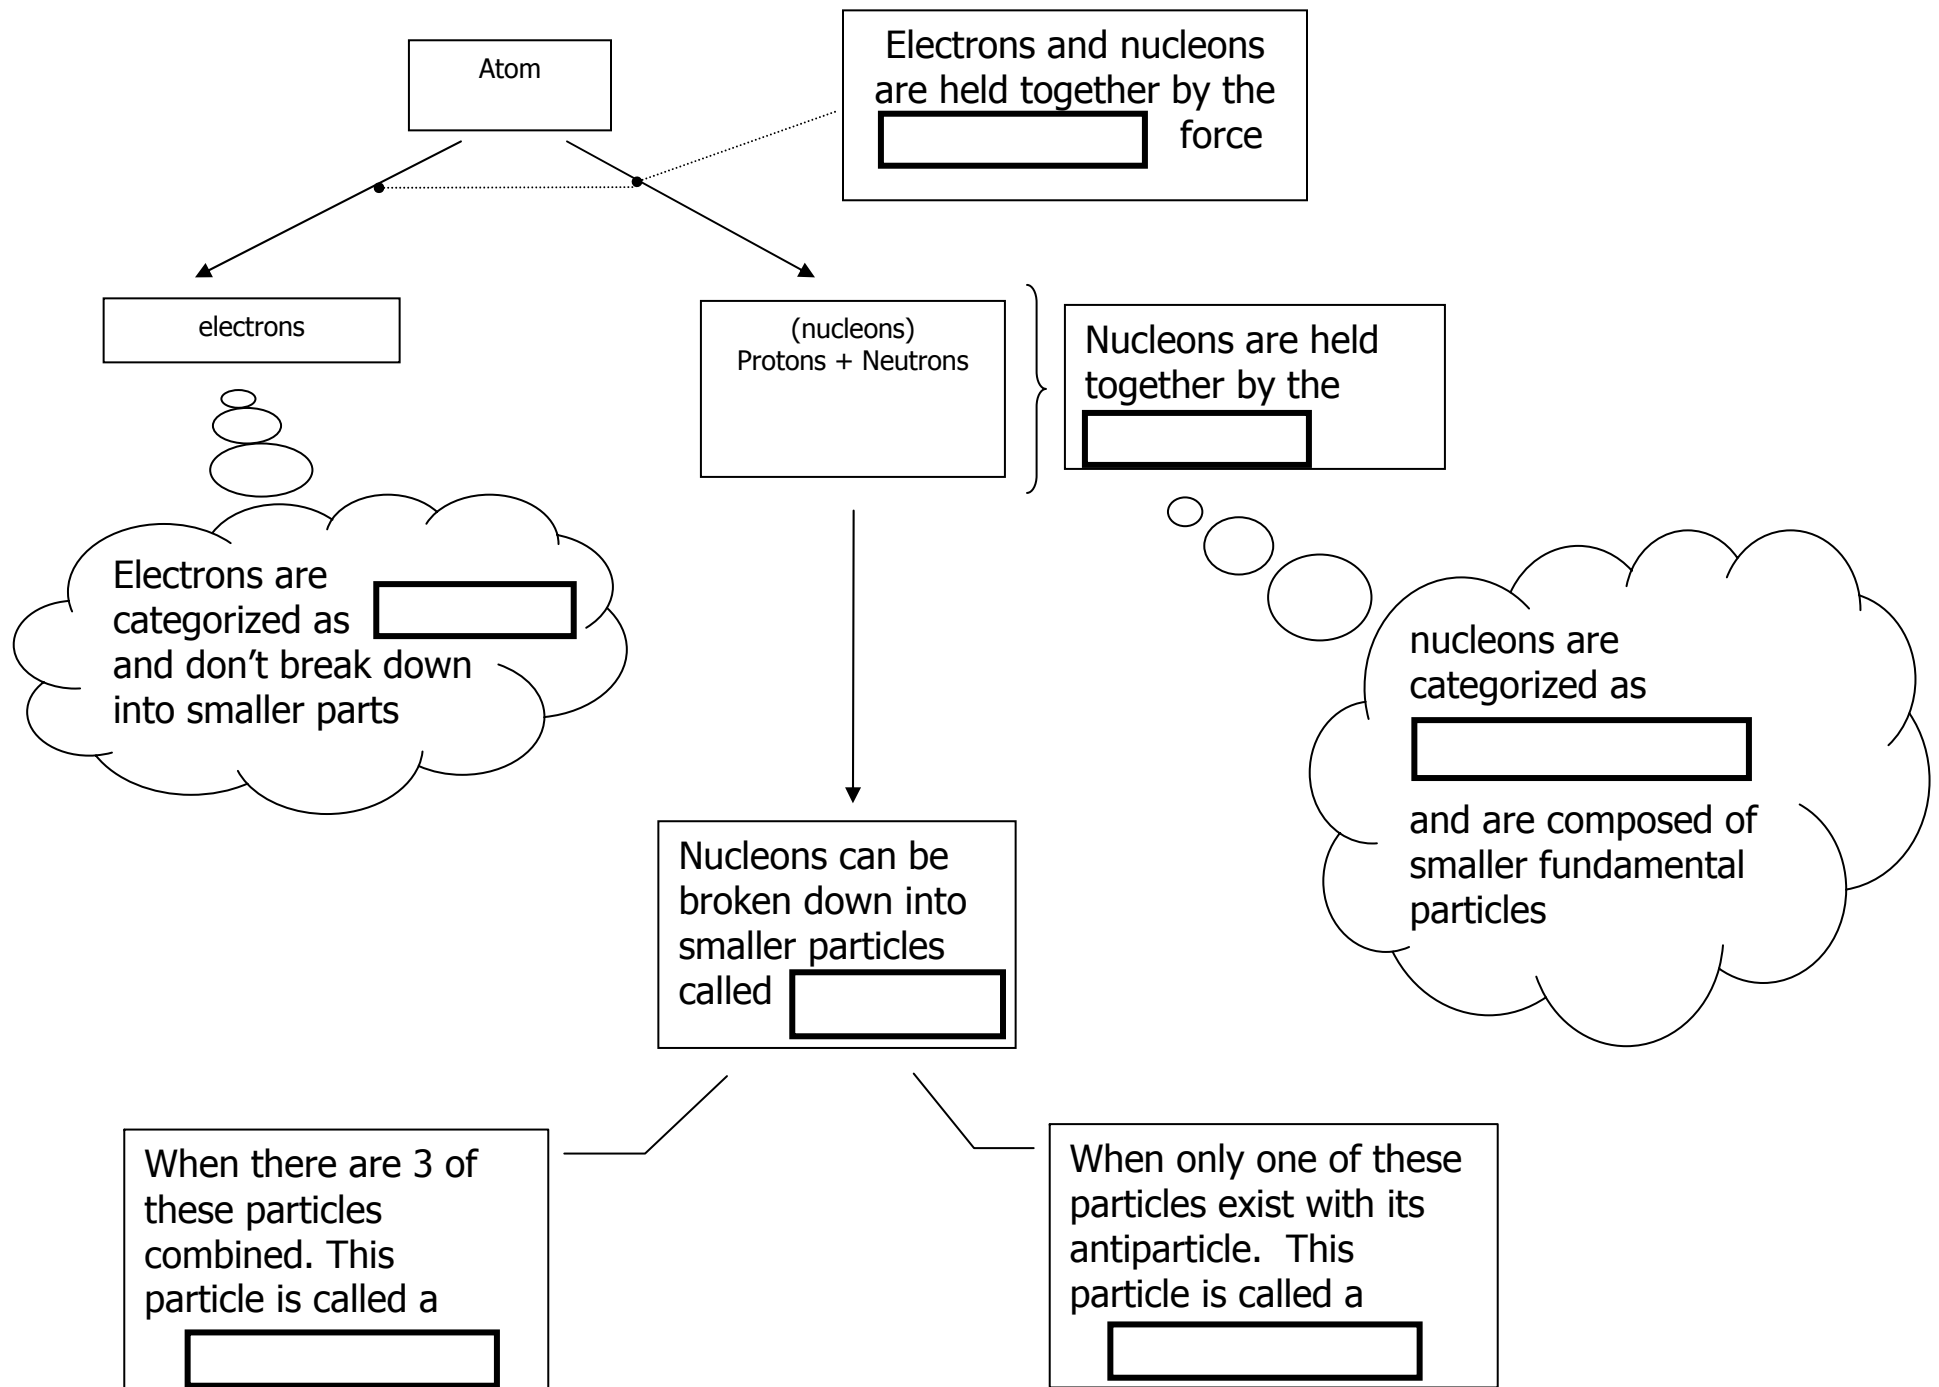 Atom
Electrons and nucleons
are held together by the
force
electrons
(nucleons)
Protons + Neutrons
Nucleons are held
together by the
Electrons are
categorized as
and don’t break down
into smaller parts
nucleons are
categorized as
and are composed of
smaller fundamental
particles
Nucleons can be
broken down into
smaller particles
called
When there are 3 of
these particles
combined. This
particle is called a
When only one of these
particles exist with its
antiparticle.  This
particle is called a